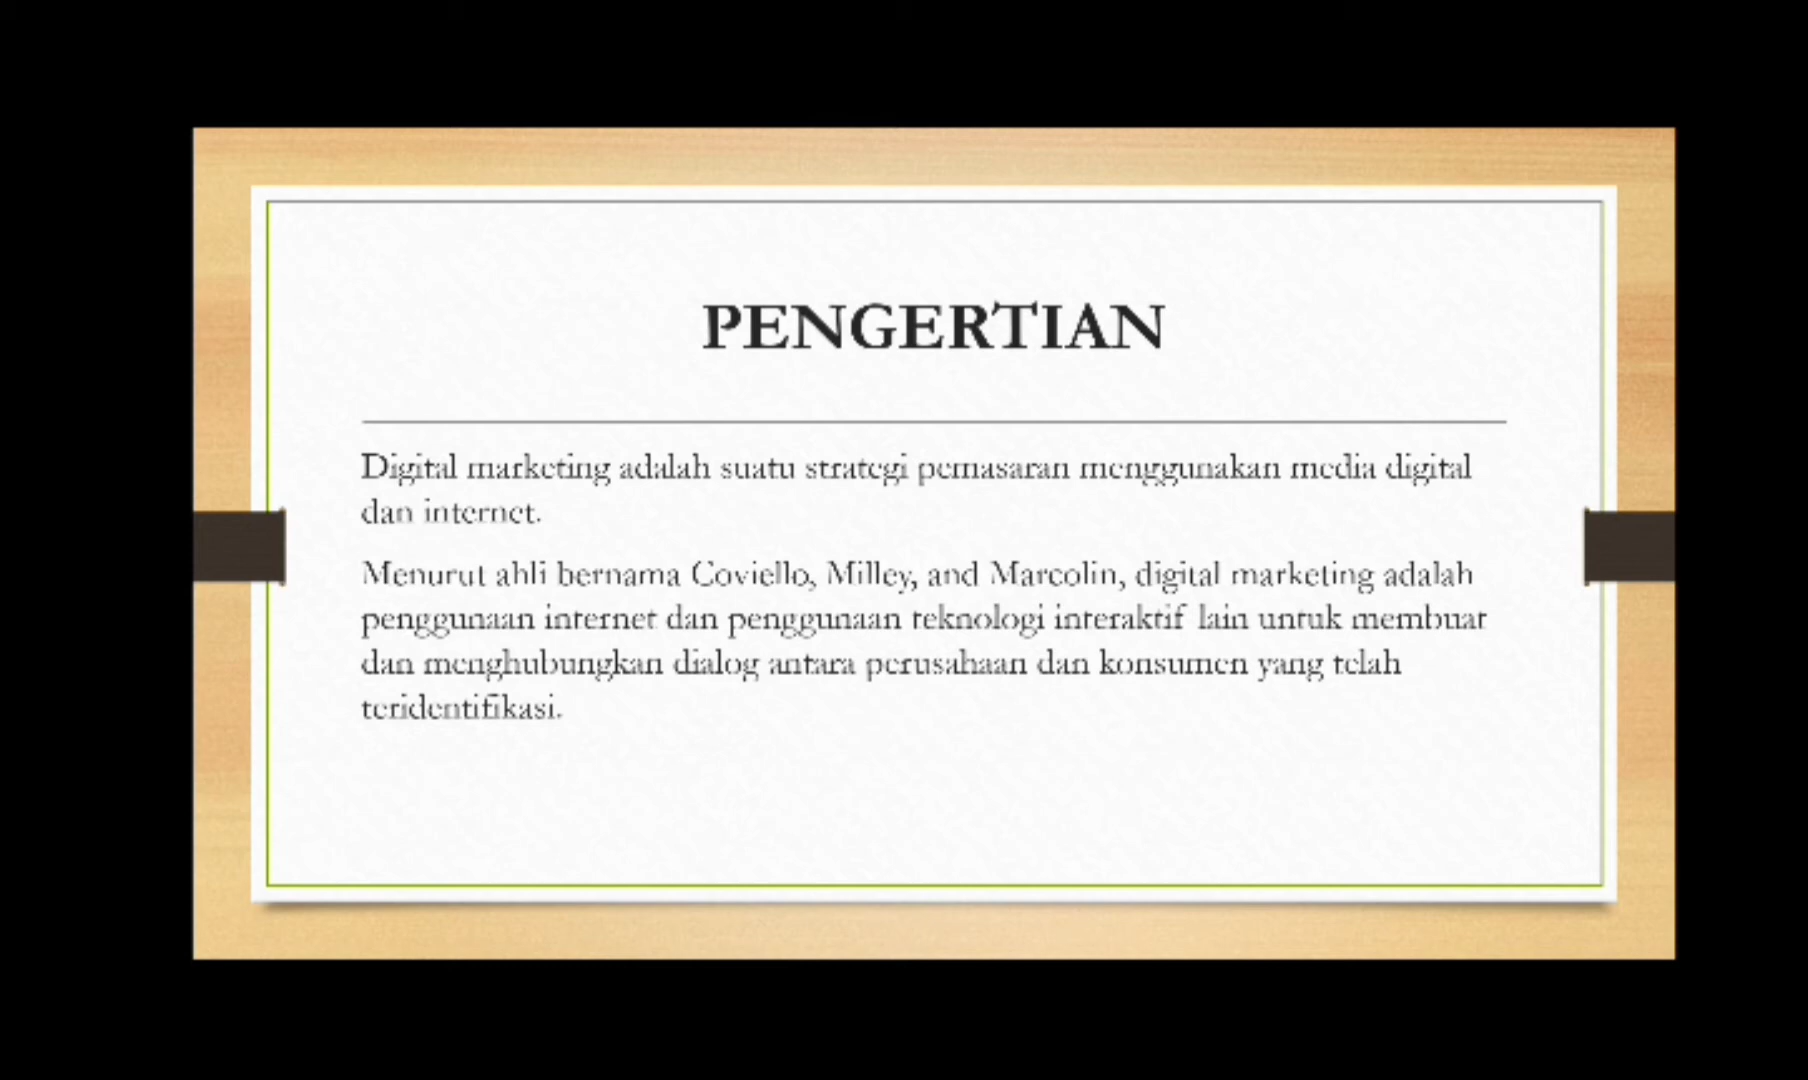 PENGERTIAN
Digital marketing adalah suatu strategi pemasaran menggunakan media digital
dan internet.
Menurut ahli bernama Coviello, Milley, and Marcolin, digital marketing adalah
penggunaan internet dan penggunaan teknologi interaktif lain untuk membuat
dan menghubungkan dialog antara perusahaan dan konsumen yang telah
teridentifikasi.